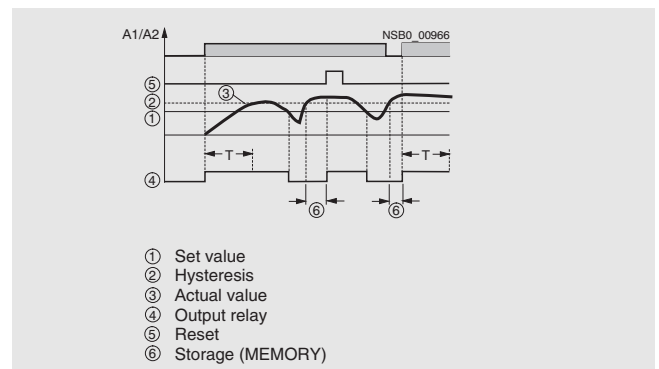 A1/A2
NSB0_00966
⑤
③
②
①
T
T
④
⑥
⑥
① Set value
② Hysteresis
③ Actual value
④ Output relay
⑤ Reset
⑥ Storage (MEMORY)